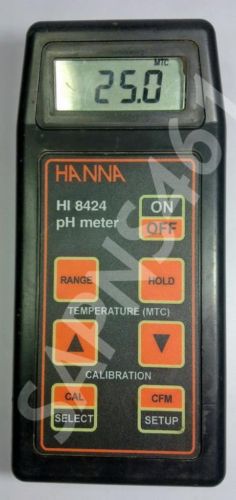 MTC
25.0
HANNA
HI 8424
pH meter
ON
OFF
RANGE
HOLD
TEMPERATURE (MTC)
CALIBRATION
CAL
CFM
SELECT
SETUP
SAPNS467